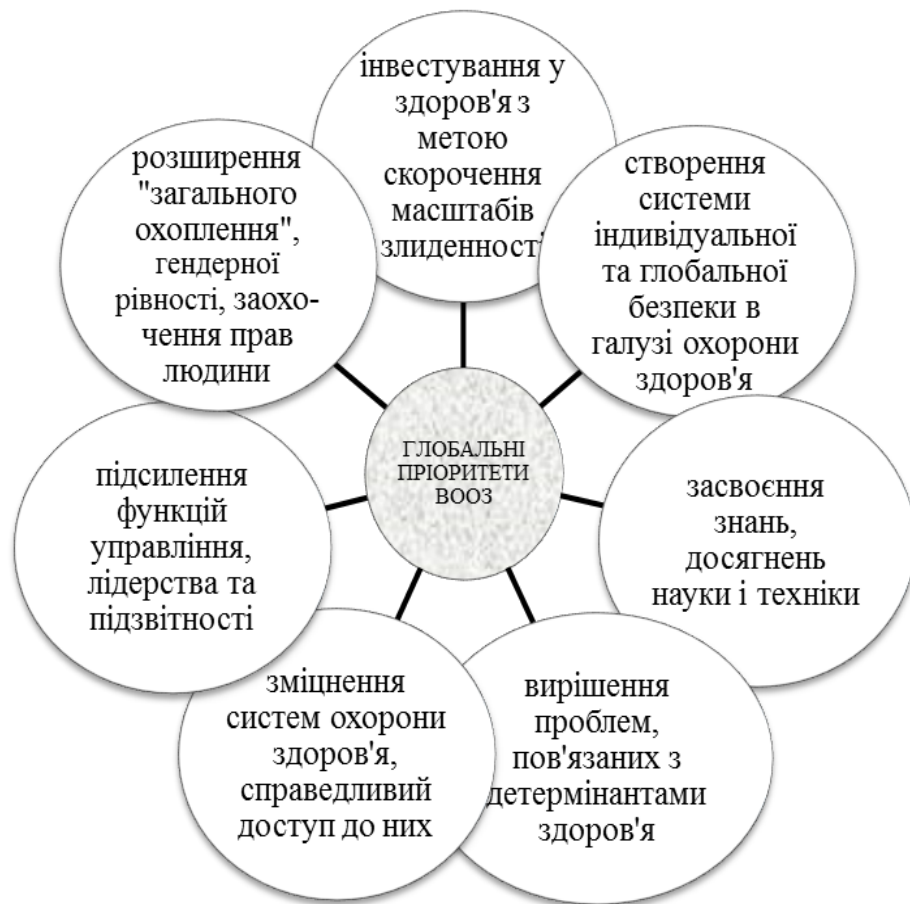 інвестування у
здоров'я з
метою
скорочення
масштабів
злиденності
створення
системи
індивідуальної
та глобальної
безпеки в
галузі охорони
здоров'я
засвоєння
знань,
досягнень
науки і техніки
вирішення
проблем,
пов'язаних з
детермінантами
здоров'я
зміцнення
систем охорони
здоров'я,
справедливий
доступ до них
підсилення
функцій
управління,
лідерства та
підзвітності
розширення
"загального
охоплення",
гендерної
рівності, заохо-
чення прав
людини
ГЛОБАЛЬНІ
ПРІОРИТЕТИ
ВООЗ